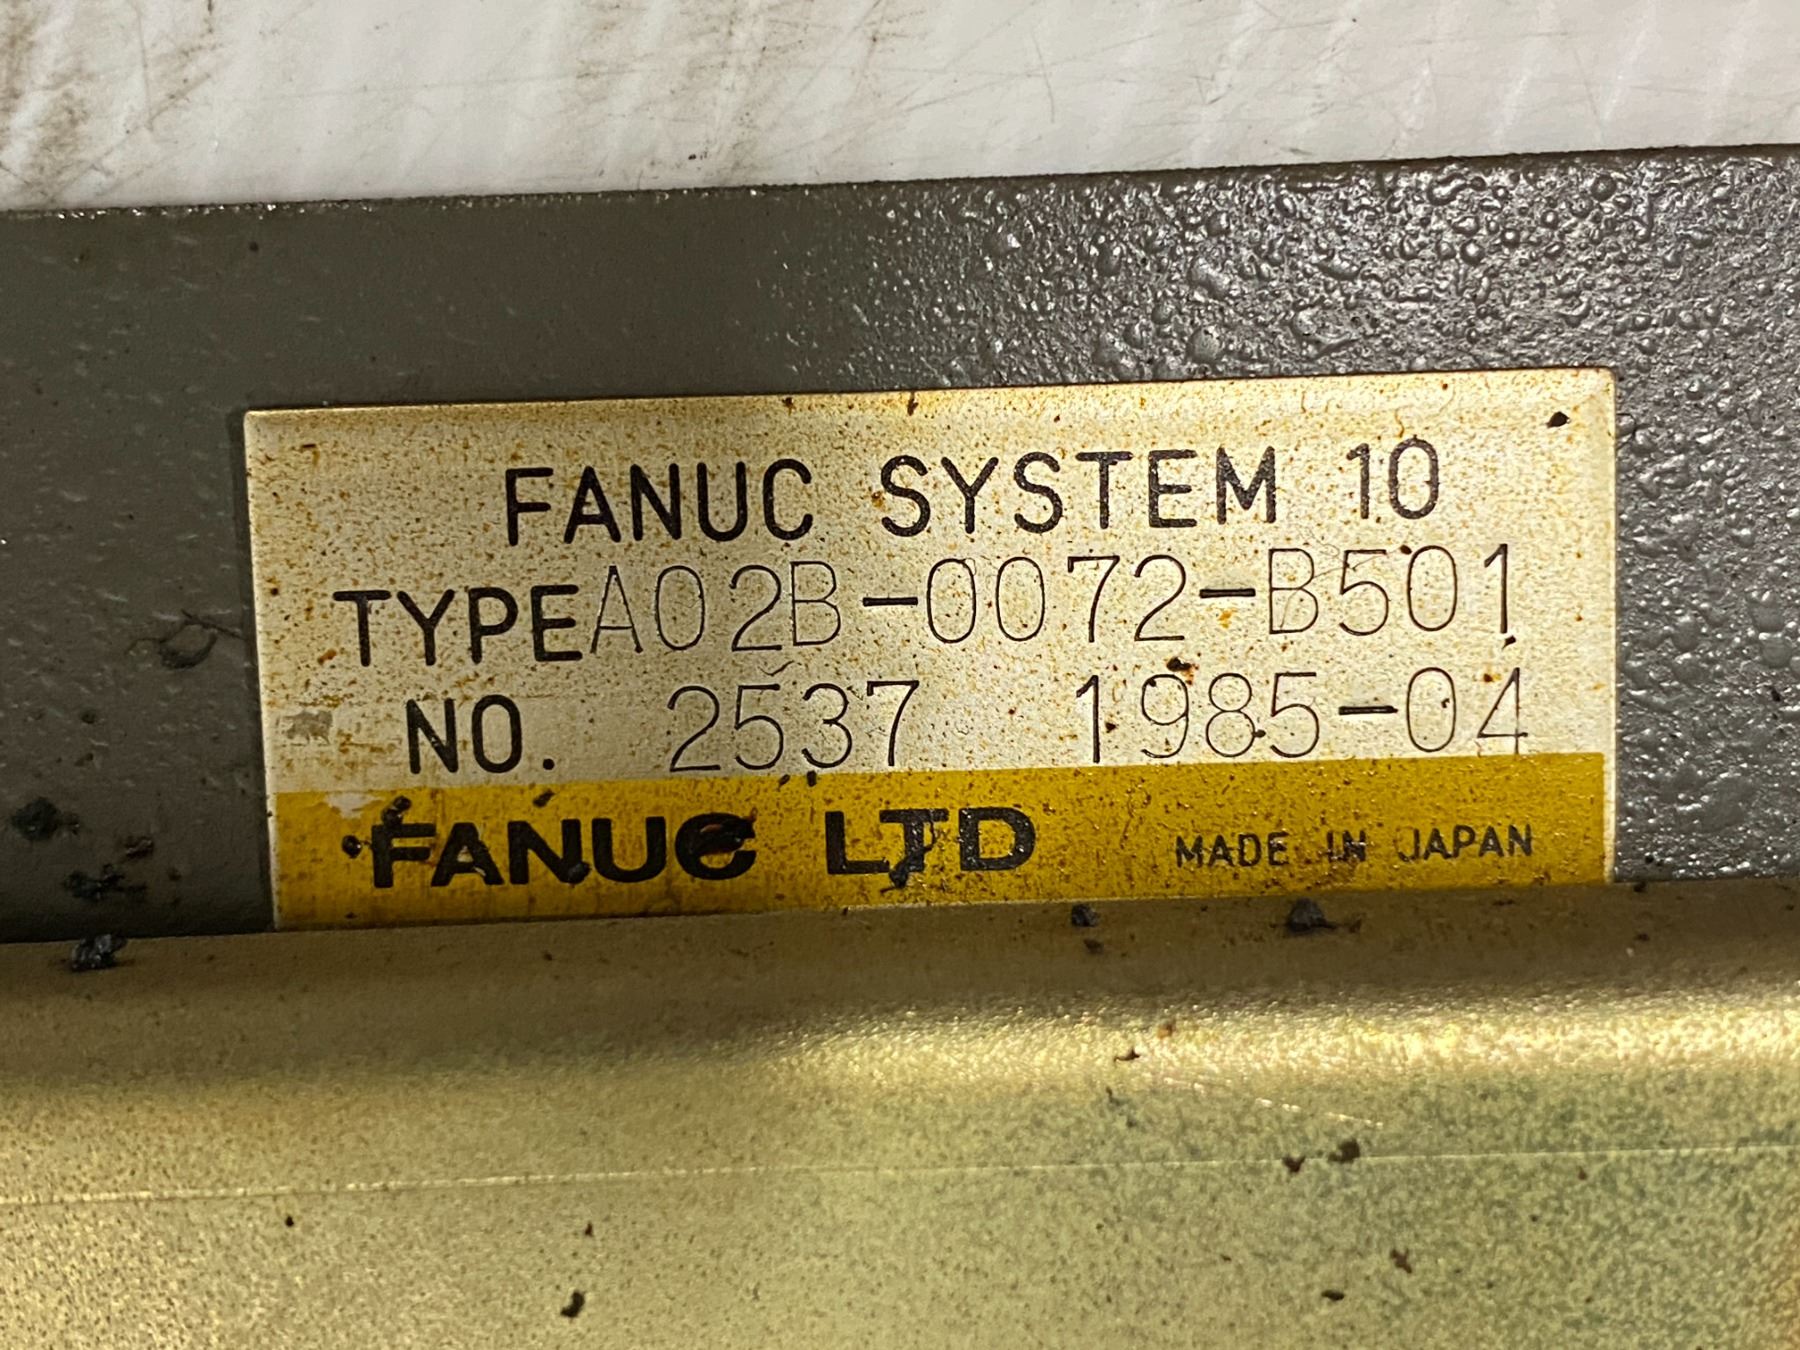 FANUC SYSTEM 10
TYPE A02B-0072-B501
NO. 2537 1985-04
FANUC LTD MADE IN JAPAN